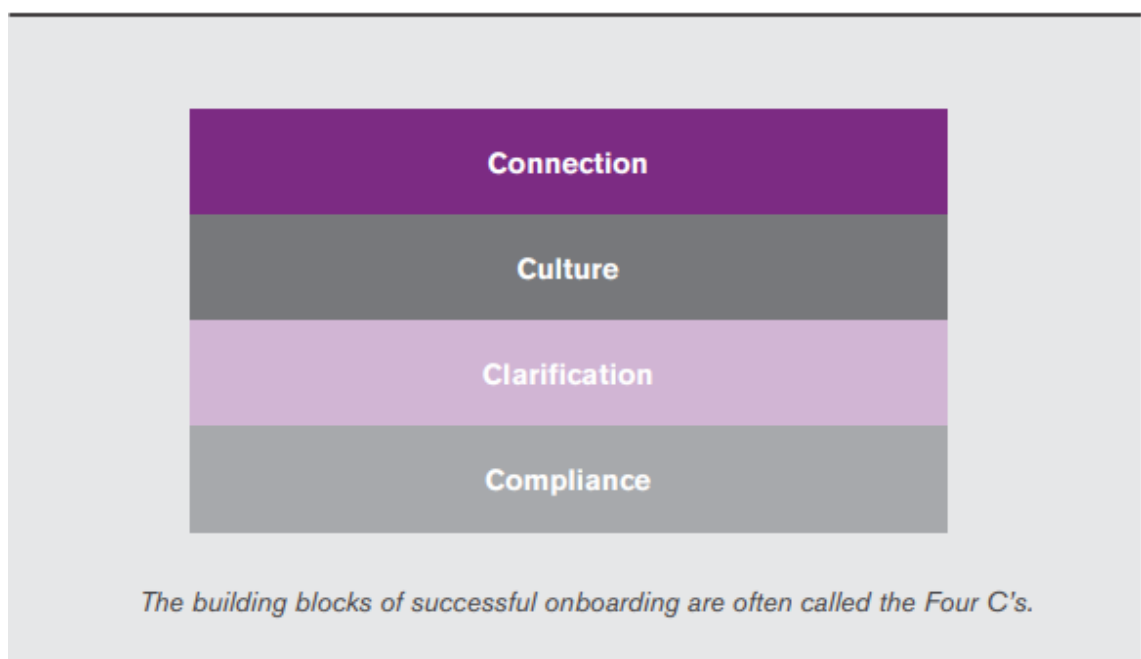 Connection
Culture
Clarification
Compliance
The building blocks of successful onboarding are often called the Four C's.